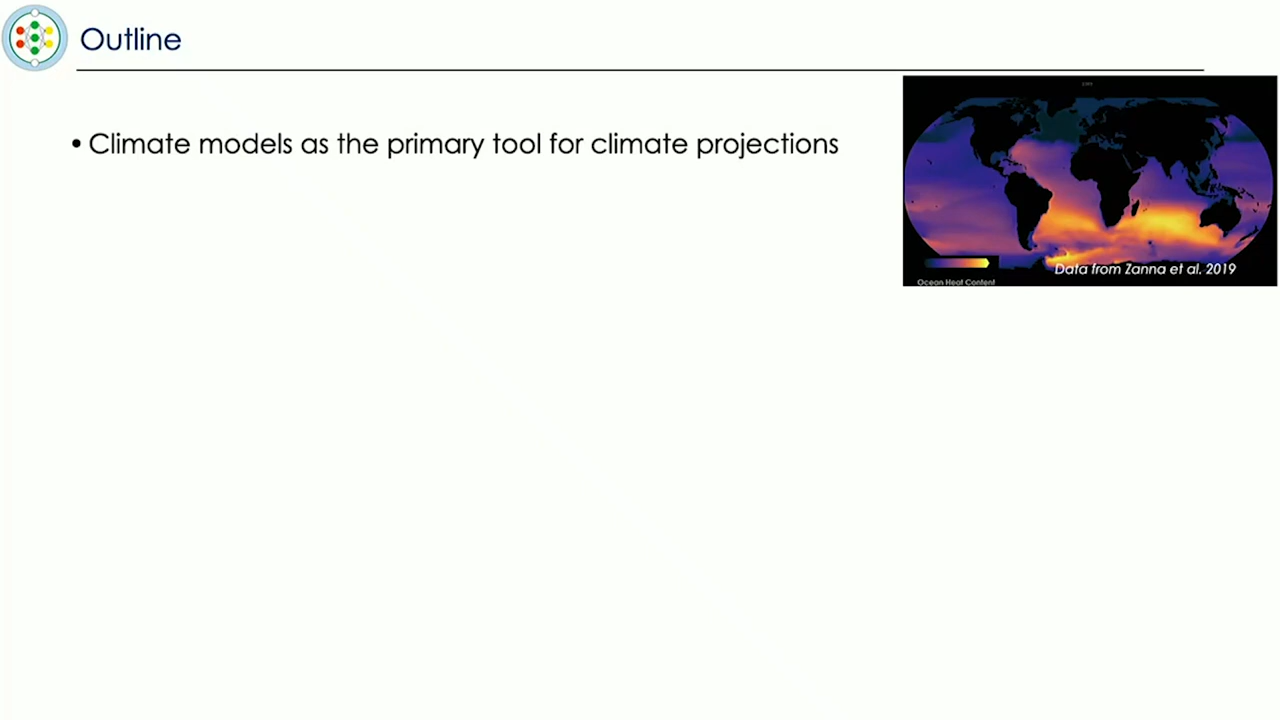 Outline
• Climate models as the primary tool for climate projections
Data from Zanna et al. 2019
Ocean Heat Content